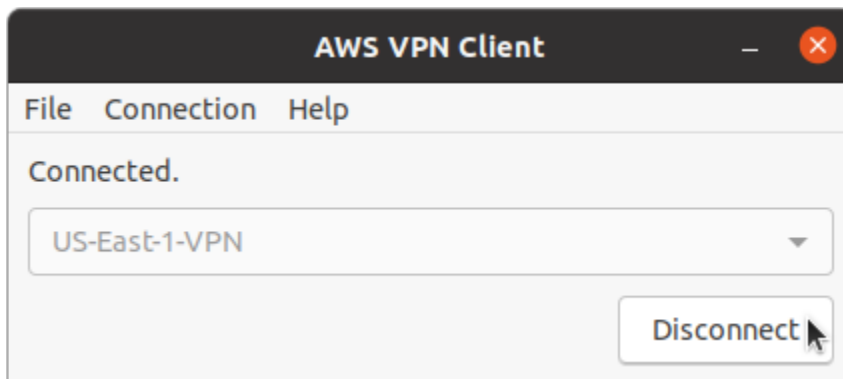 AWS VPN Client
File Connection Help
Connected.
US-East-1-VPN
Disconnect